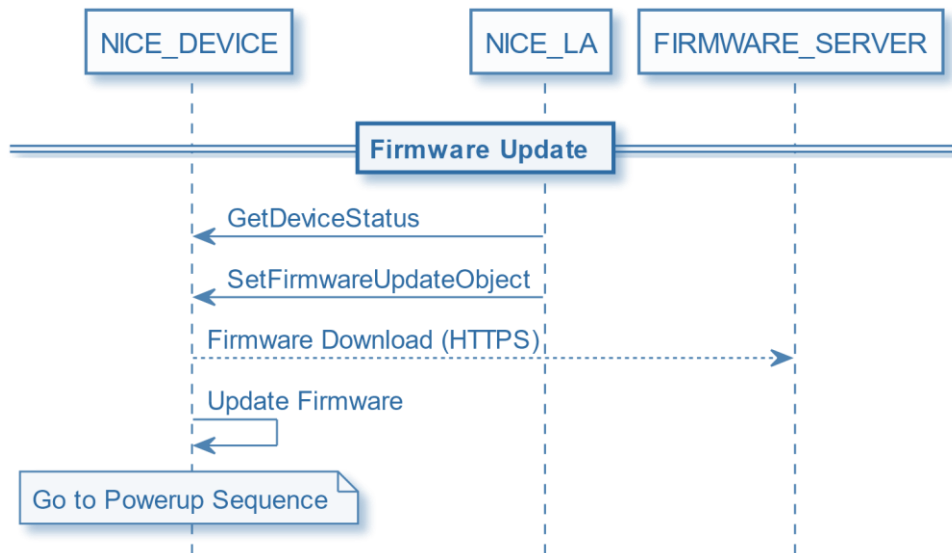 NICE_DEVICE
NICE_LA
FIRMWARE_SERVER
Firmware Update
GetDeviceStatus
SetFirmwareUpdateObject
Firmware Download (HTTPS)
Update Firmware
Go to Powerup Sequence